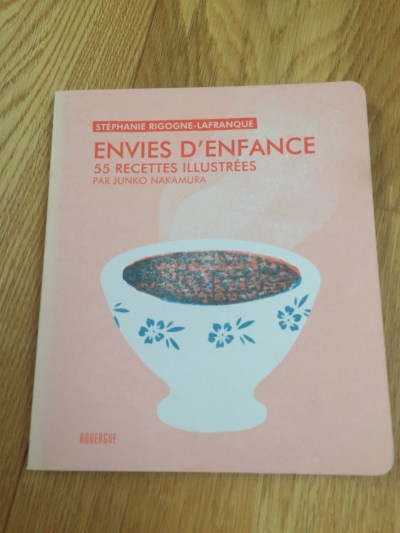 STÉPHANIE RIGOGNE-LAFRANQUE
ENVIES D'ENFANCE
55 RECETTES ILLUSTRÉES
PAR JUNKO NAKAMURA
ROUERGUE